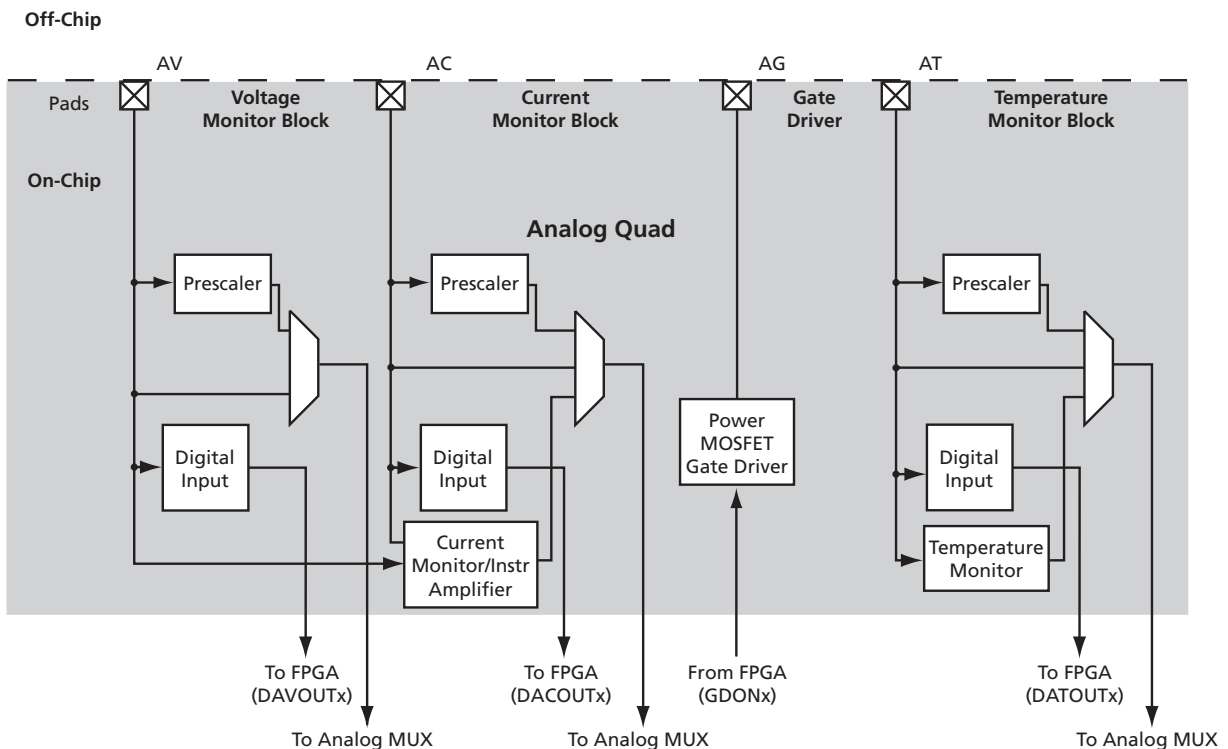 Off-Chip
AV
AC
AG
AT
Pads
Voltage
Monitor Block
Current
Monitor Block
Gate
Driver
Temperature
Monitor Block
On-Chip
Analog Quad
Prescaler
Prescaler
Prescaler
Digital
Input
Digital
Input
Power
MOSFET
Gate Driver
Digital
Input
Current
Monitor/Instr
Amplifier
Temperature
Monitor
To FPGA
(DAVOUTx)
To FPGA
(DACOUTx)
From FPGA
(GDONx)
To FPGA
(DATOUTx)
To Analog MUX
To Analog MUX
To Analog MUX